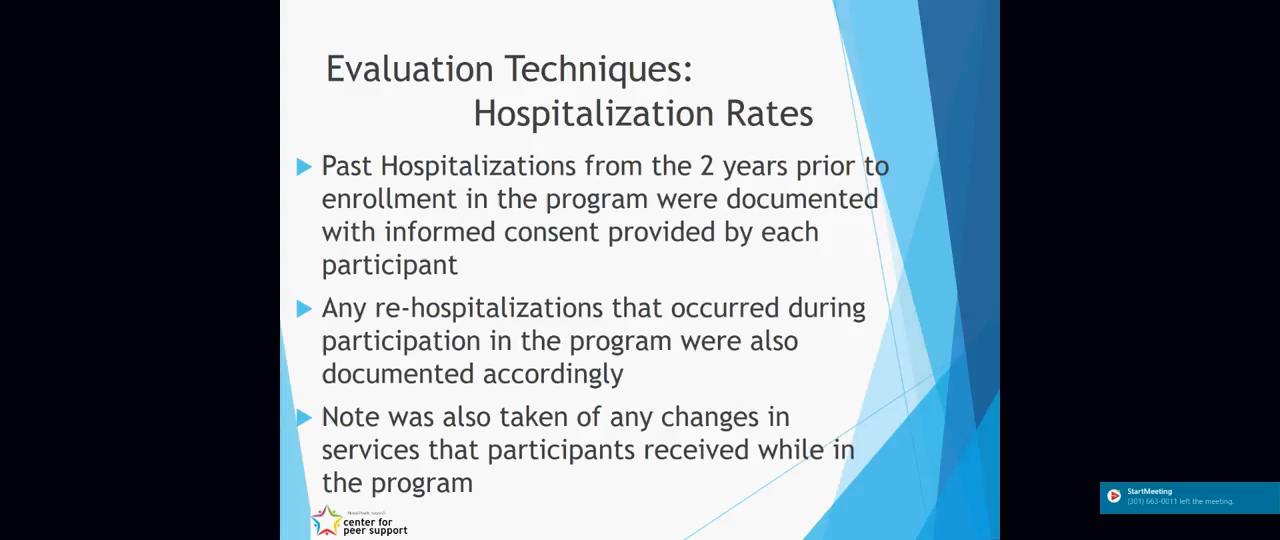 Evaluation Techniques:
Hospitalization Rates
Past Hospitalizations from the 2 years prior to
enrollment in the program were documented
with informed consent provided by each
participant
Any re-hospitalizations that occurred during
participation in the program were also
documented accordingly
Note was also taken of any changes in
services that participants received while in
the program
center for
peer support
StartMeeting
(301) 663-0011 left the meeting.